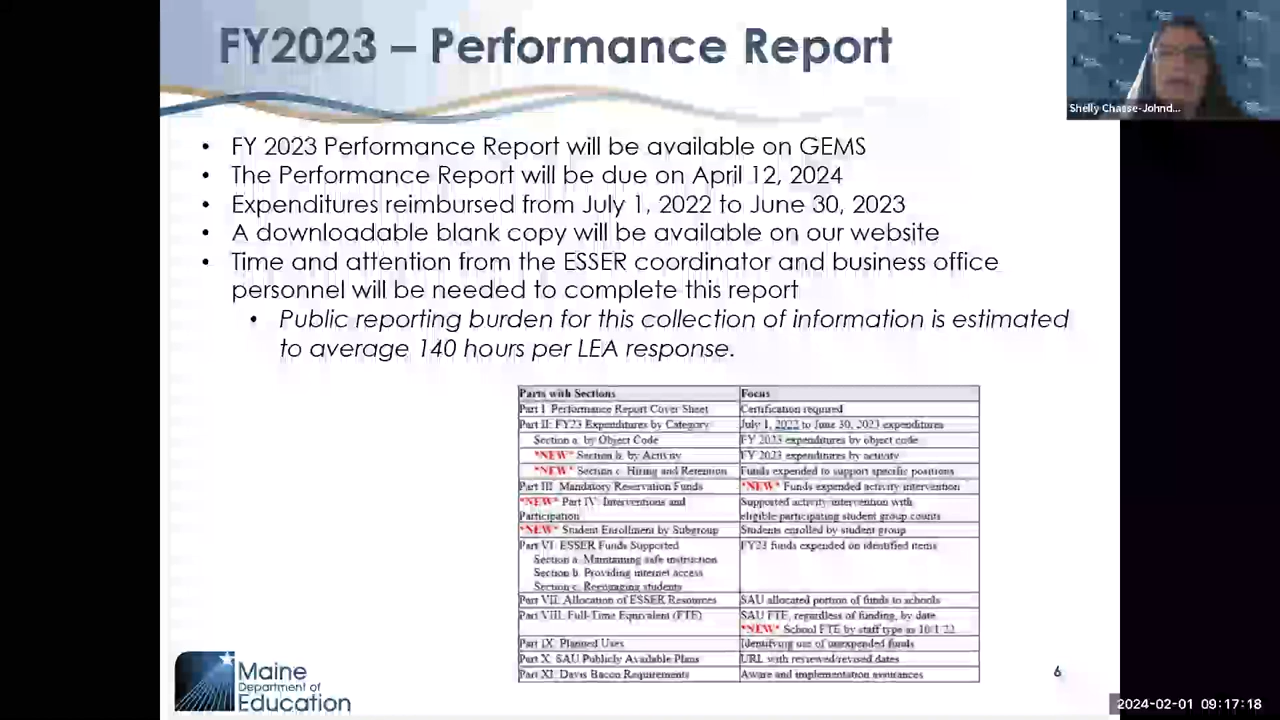 FY2023 – Performance Report
Shelly Chasse-Johnd...
• FY 2023 Performance Report will be available on GEMS
• The Performance Report will be due on April 12, 2024
• Expenditures reimbursed from July 1, 2022 to June 30, 2023
• A downloadable blank copy will be available on our website
• Time and attention from the ESSER coordinator and business office
personnel will be needed to complete this report
• Public reporting burden for this collection of information is estimated
to average 140 hours per LEA response.
Parts with Sections Focus
Part I Performance Report Cover Sheet Certification required
Part II: FY23 Expenditures by Category July 1, 2022 to June 30, 2023 expenditures
Section a. by Object Code FY 2023 expenditures by object code
*NEW* Section b. by Activity FY 2023 expenditures by activity
*NEW* Section c. Hiring and Retention Funds expended to support specific positions
Part III Mandatory Reservation Funds *NEW* Funds expended activity intervention
*NEW* Part IV: Interventions and Supported activity intervention with
Participation eligible participating student group counts
*NEW* Student Enrollment by Subgroup Students enrolled by student group
Part VI: ESSER Funds Supported FY23 funds expended on identified items
Section a. Maintaining safe instruction
Section b. Providing internet access
Section c. Reengaging students
Part VII. Allocation of ESSER Resources SAU allocated portion of funds to schools
Part VIII. Full-Time Equivalent (FTE) SAU FTE, regardless of funding, by date
*NEW* School FTE by staff type as 10/1/22
Part IX. Planned Uses Identifying use of unexpended funds
Part X. SAU Publicly Available Plans URL with reviewed/revised dates
Part XI. Davis Bacon Requirements Aware and implementation assurances
Maine
Department of
Education
6
2024-02-01 09:17:18